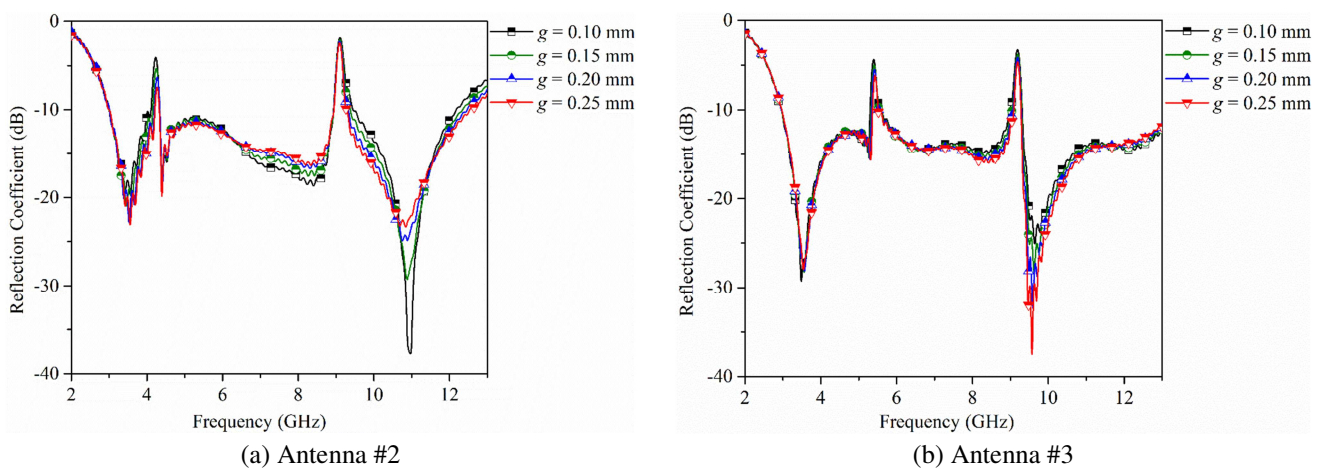 0
-10
-20
-30
-40
Reflection Coefficient (dB)
2 4 6 8 10 12
Frequency (GHz)
g = 0.10 mm
g = 0.15 mm
g = 0.20 mm
g = 0.25 mm
(a) Antenna #2
0
-10
-20
-30
-40
Reflection Coefficient (dB)
2 4 6 8 10 12
Frequency (GHz)
g = 0.10 mm
g = 0.15 mm
g = 0.20 mm
g = 0.25 mm
(b) Antenna #3